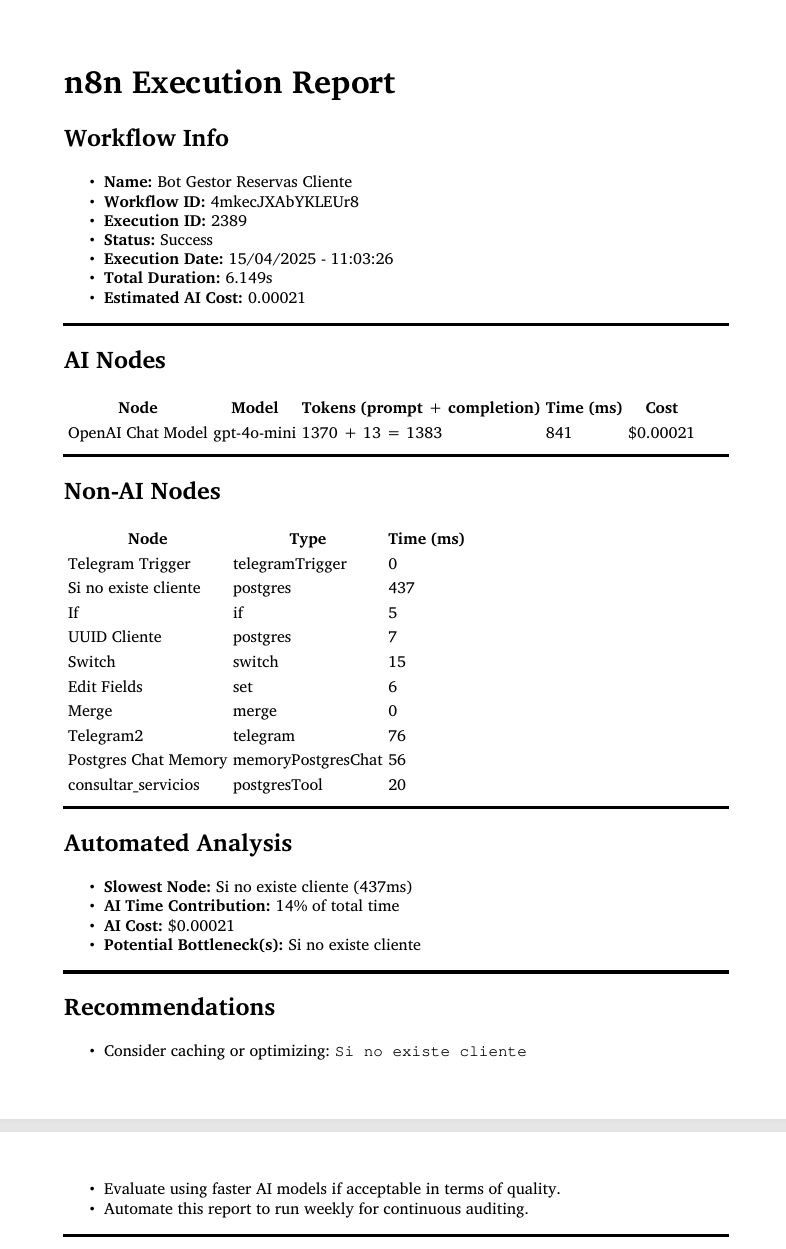 n8n Execution Report
Workflow Info
• Name: Bot Gestor Reservas Cliente
• Workflow ID: 4mkecJXAbYKLEUr8
• Execution ID: 2389
• Status: Success
• Execution Date: 15/04/2025 - 11:03:26
• Total Duration: 6.149s
• Estimated AI Cost: 0.00021
AI Nodes
Node Model Tokens (prompt + completion) Time (ms) Cost
OpenAI Chat Model gpt-4o-mini 1370 + 13 = 1383 841 $0.00021
Non-AI Nodes
Node Type Time (ms)
Telegram Trigger telegramTrigger 0
Si no existe cliente postgres 437
If if 5
UUID Cliente postgres 7
Switch switch 15
Edit Fields set 6
Merge merge 0
Telegram2 telegram 76
Postgres Chat Memory memoryPostgresChat 56
consultar_servicios postgresTool 20
Automated Analysis
• Slowest Node: Si no existe cliente (437ms)
• AI Time Contribution: 14% of total time
• AI Cost: $0.00021
• Potential Bottleneck(s): Si no existe cliente
Recommendations
• Consider caching or optimizing: Si no existe cliente
• Evaluate using faster AI models if acceptable in terms of quality.
• Automate this report to run weekly for continuous auditing.